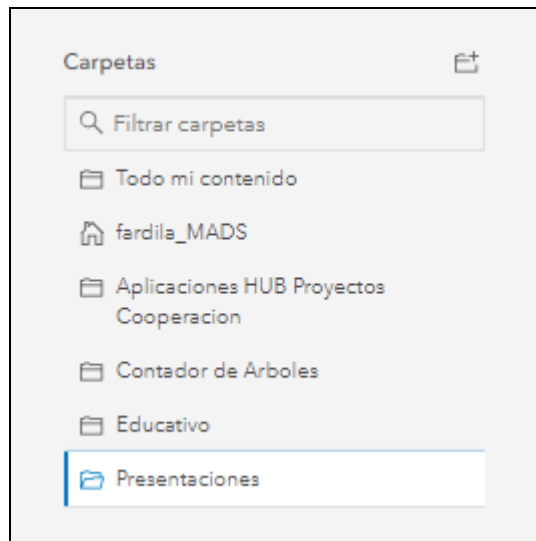 Carpetas
Filtrar carpetas
Todo mi contenido
fardila_MADS
Aplicaciones HUB Proyectos
Cooperacion
Contador de Arboles
Educativo
Presentaciones